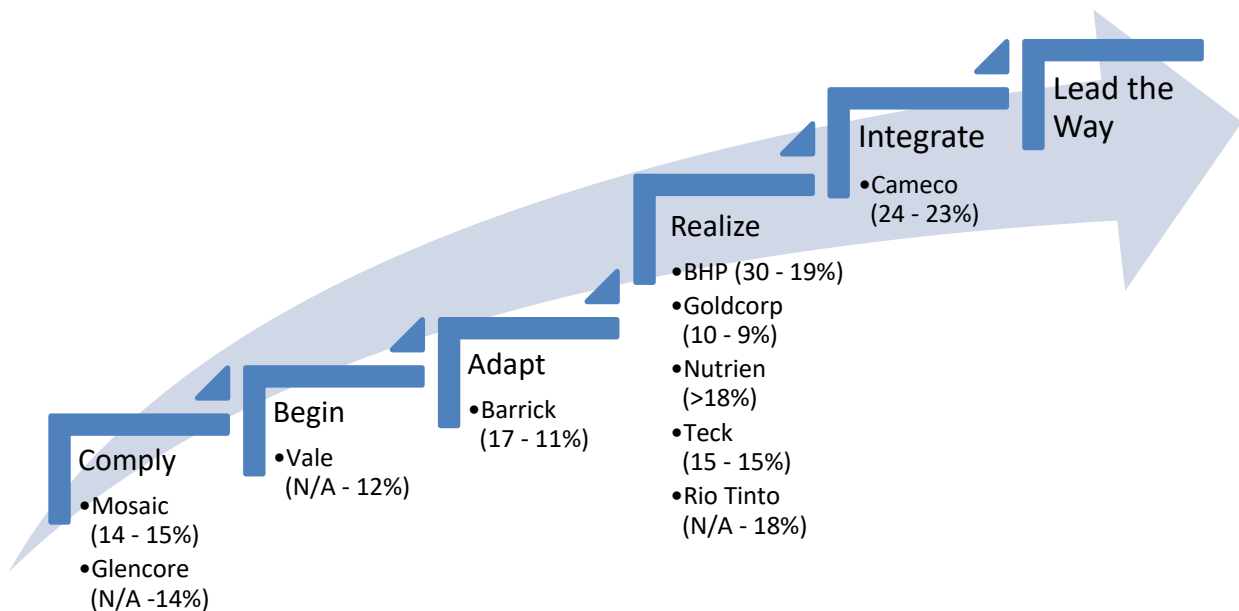 Comply
•Mosaic
(14 - 15%)
•Glencore
(N/A -14%)
Begin
•Vale
(N/A - 12%)
Adapt
•Barrick
(17 - 11%)
Realize
•BHP (30 - 19%)
•Goldcorp
(10 - 9%)
•Nutrien
(>18%)
•Teck
(15 - 15%)
•Rio Tinto
(N/A - 18%)
Integrate
•Cameco
(24 - 23%)
Lead the
Way